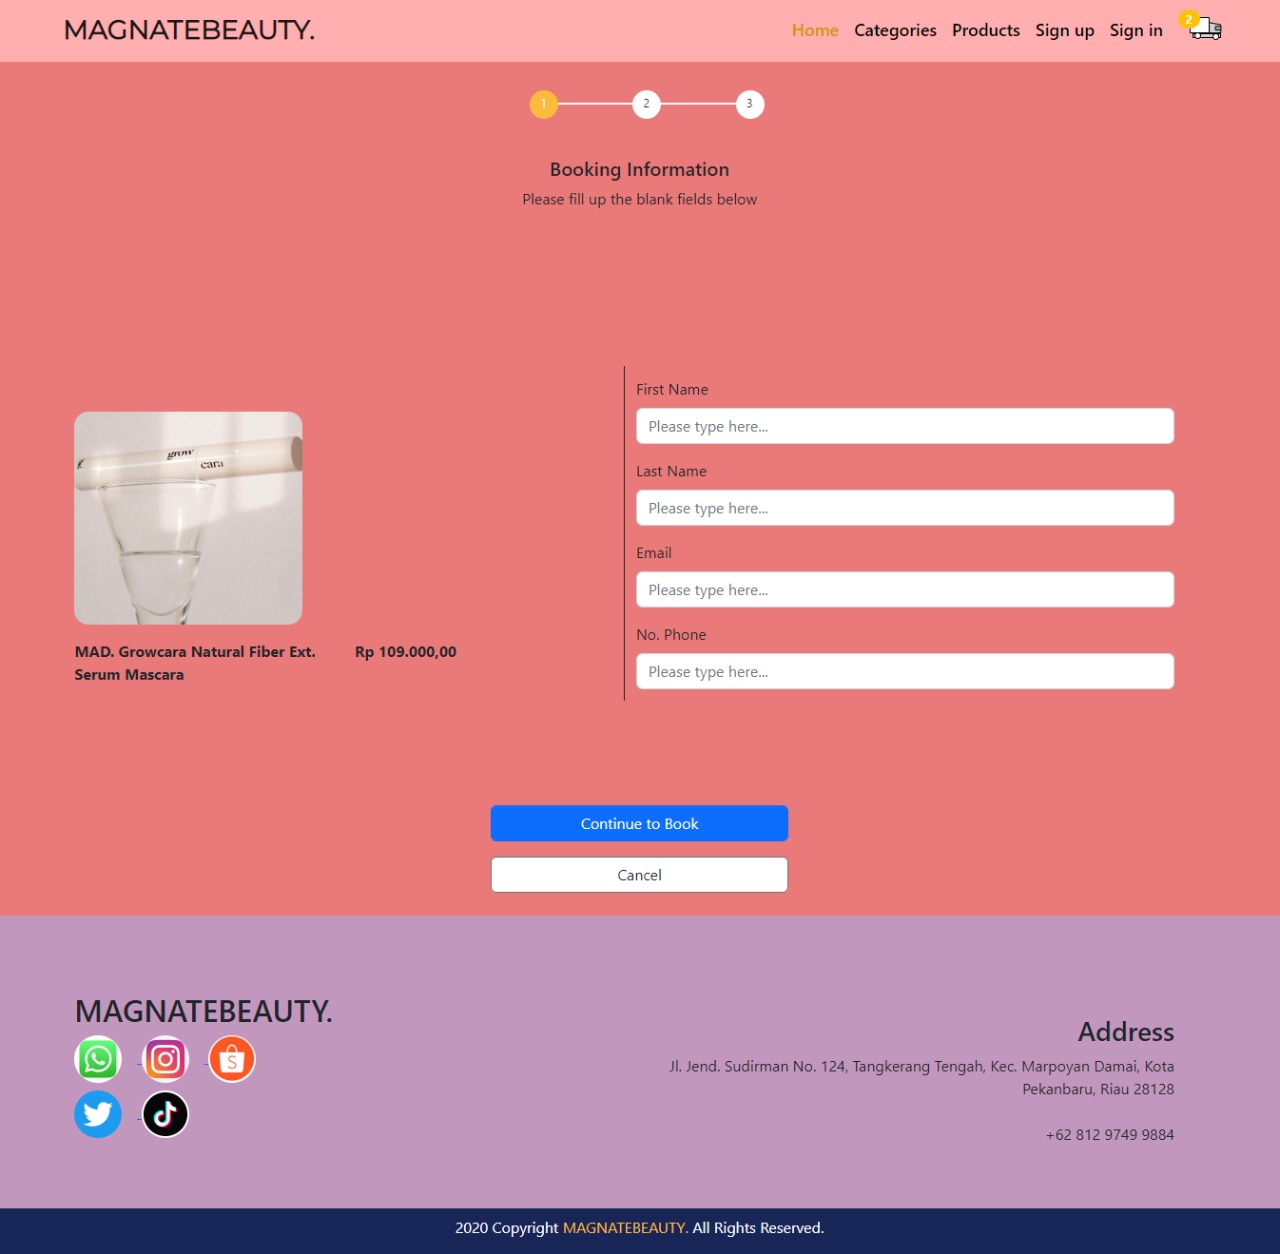 MAGNATEBEAUTY.
Home Categories Products Sign up Sign in 2
1 2 3
Booking Information
Please fill up the blank fields below
grow
cara
MAD. Growcara Natural Fiber Ext.
Serum Mascara
Rp 109.000,00
First Name
Please type here...
Last Name
Please type here...
Email
Please type here...
No. Phone
Please type here...
Continue to Book
Cancel
MAGNATEBEAUTY.
Address
Jl. Jend. Sudirman No. 124, Tangkerang Tengah, Kec. Marpoyan Damai, Kota
Pekanbaru, Riau 28128
+62 812 9749 9884
2020 Copyright MAGNATEBEAUTY. All Rights Reserved.